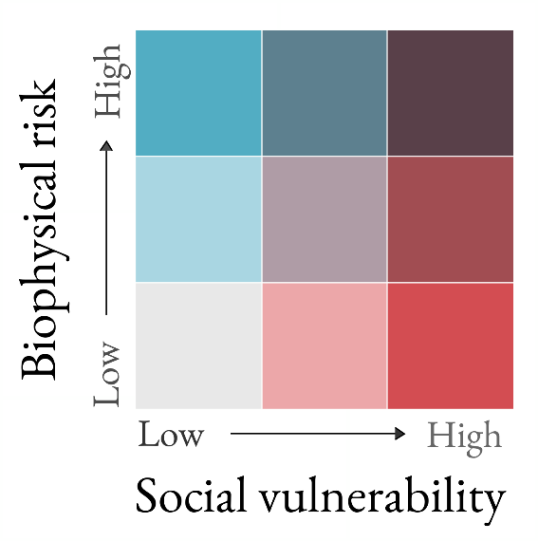 Biophysical risk
High
Low
Low
High
Social vulnerability